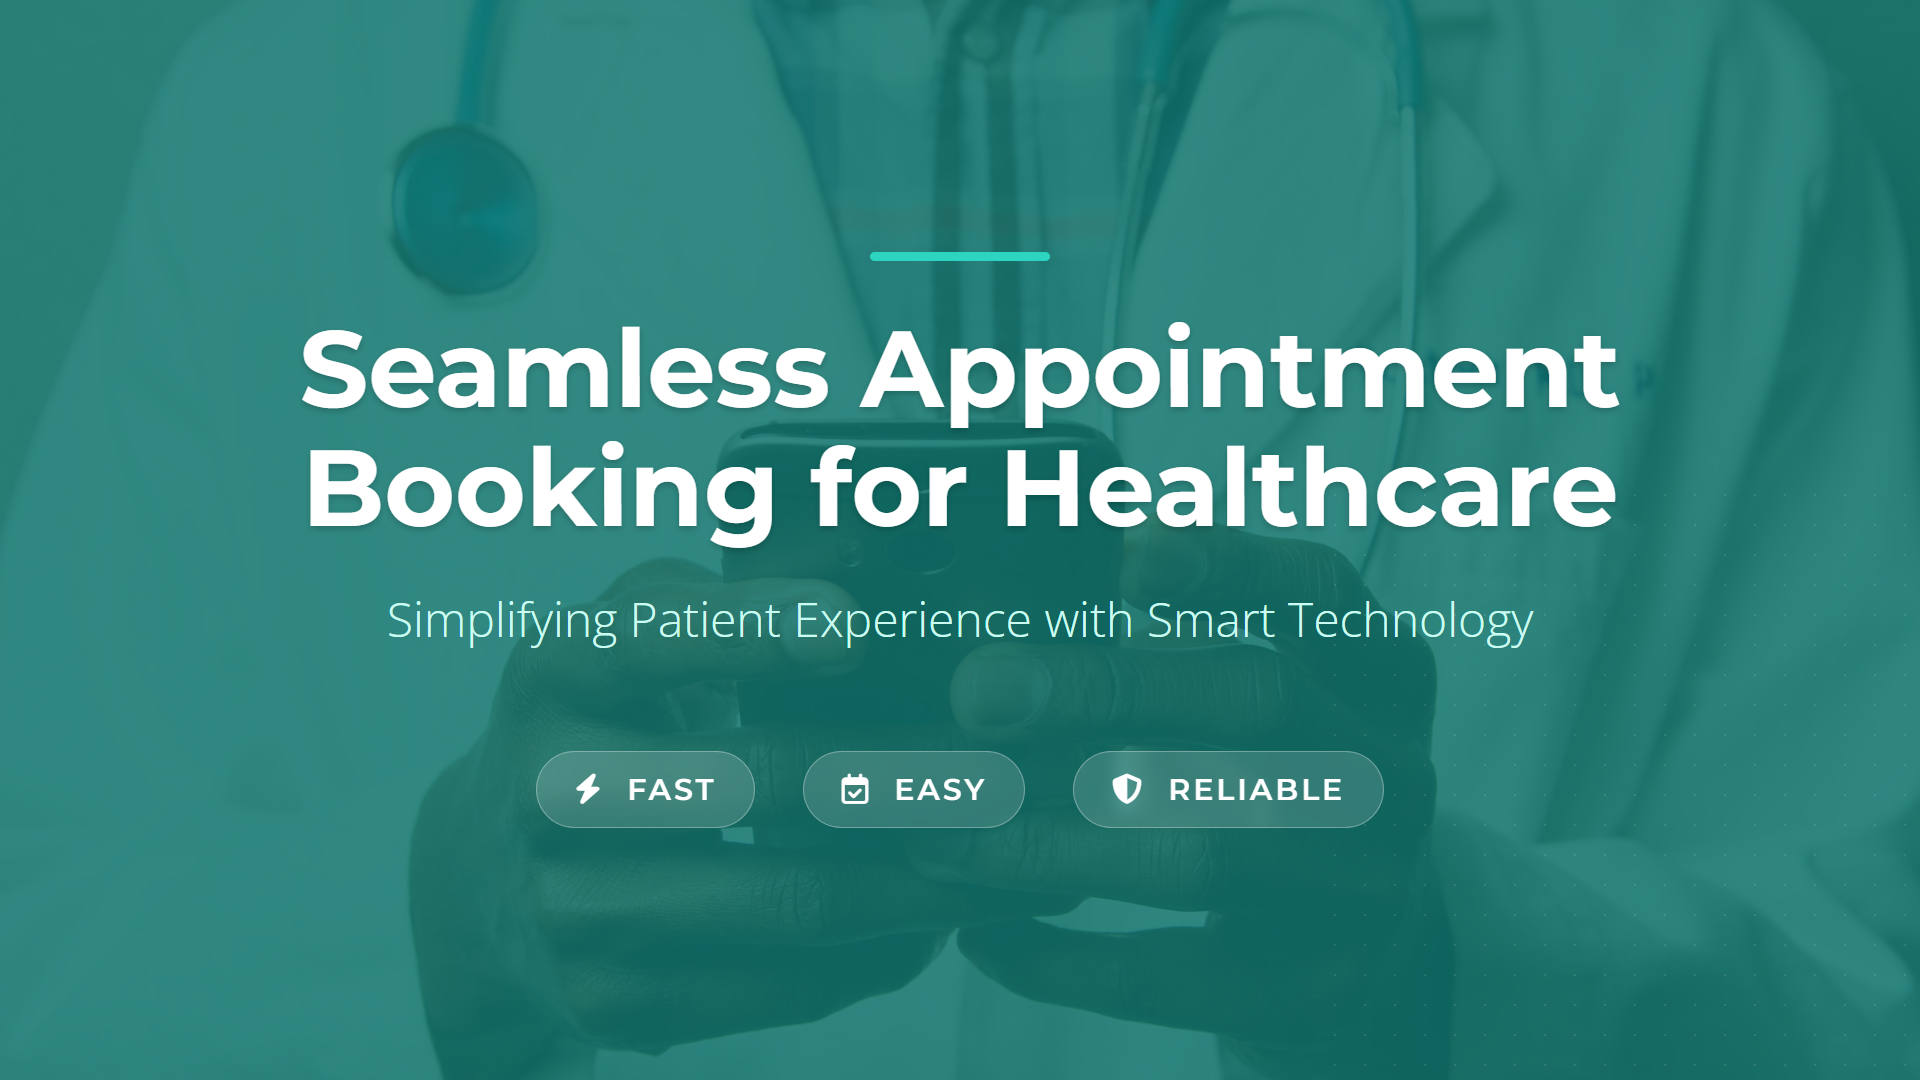 Seamless Appointment
Booking for Healthcare
Simplifying Patient Experience with Smart Technology
FAST
EASY
RELIABLE